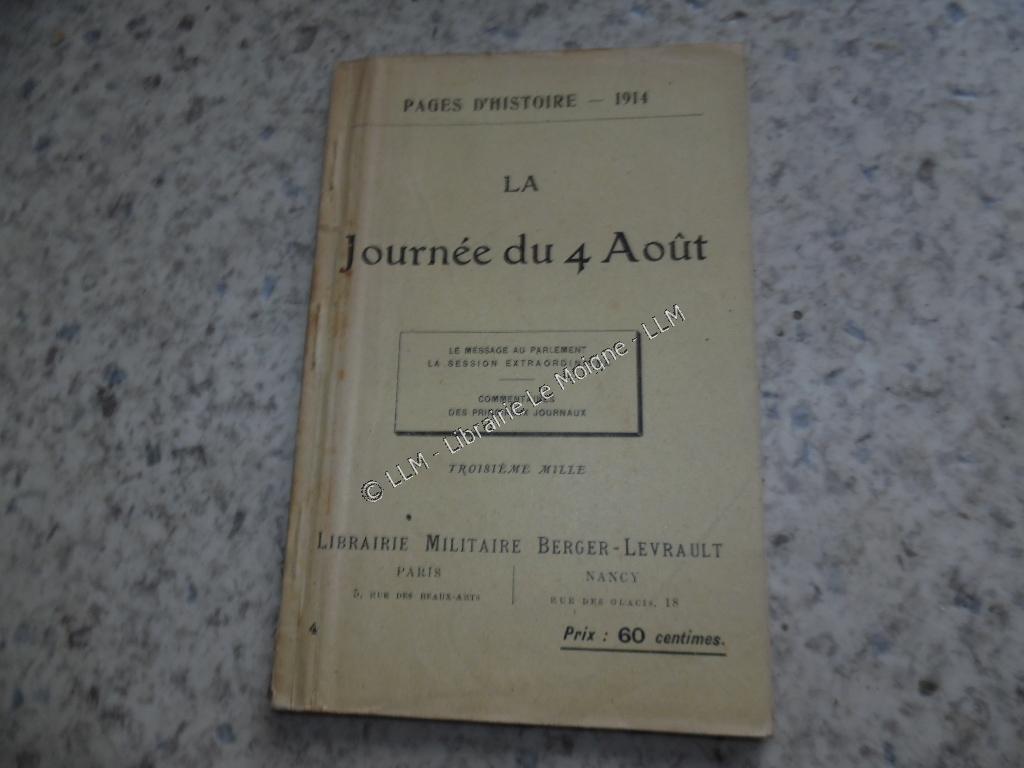 PAGES D'HISTOIRE — 1914
LA
Journée du 4 Août
LE MESSAGE AU PARLEMENT
LA SESSION EXTRAORDIN
COMMENTAI
DES PRIN JOURNAUX
TROISIÈME MILLE
LIBRAIRIE MILITAIRE BERGER-LEVRAULT
PARIS
5, RUE DES BEAUX-ARTS
NANCY
RUE DES GLACIS, 18
4
Prix : 60 centimes.
© LLM - Librairie Le Moigne - LLM